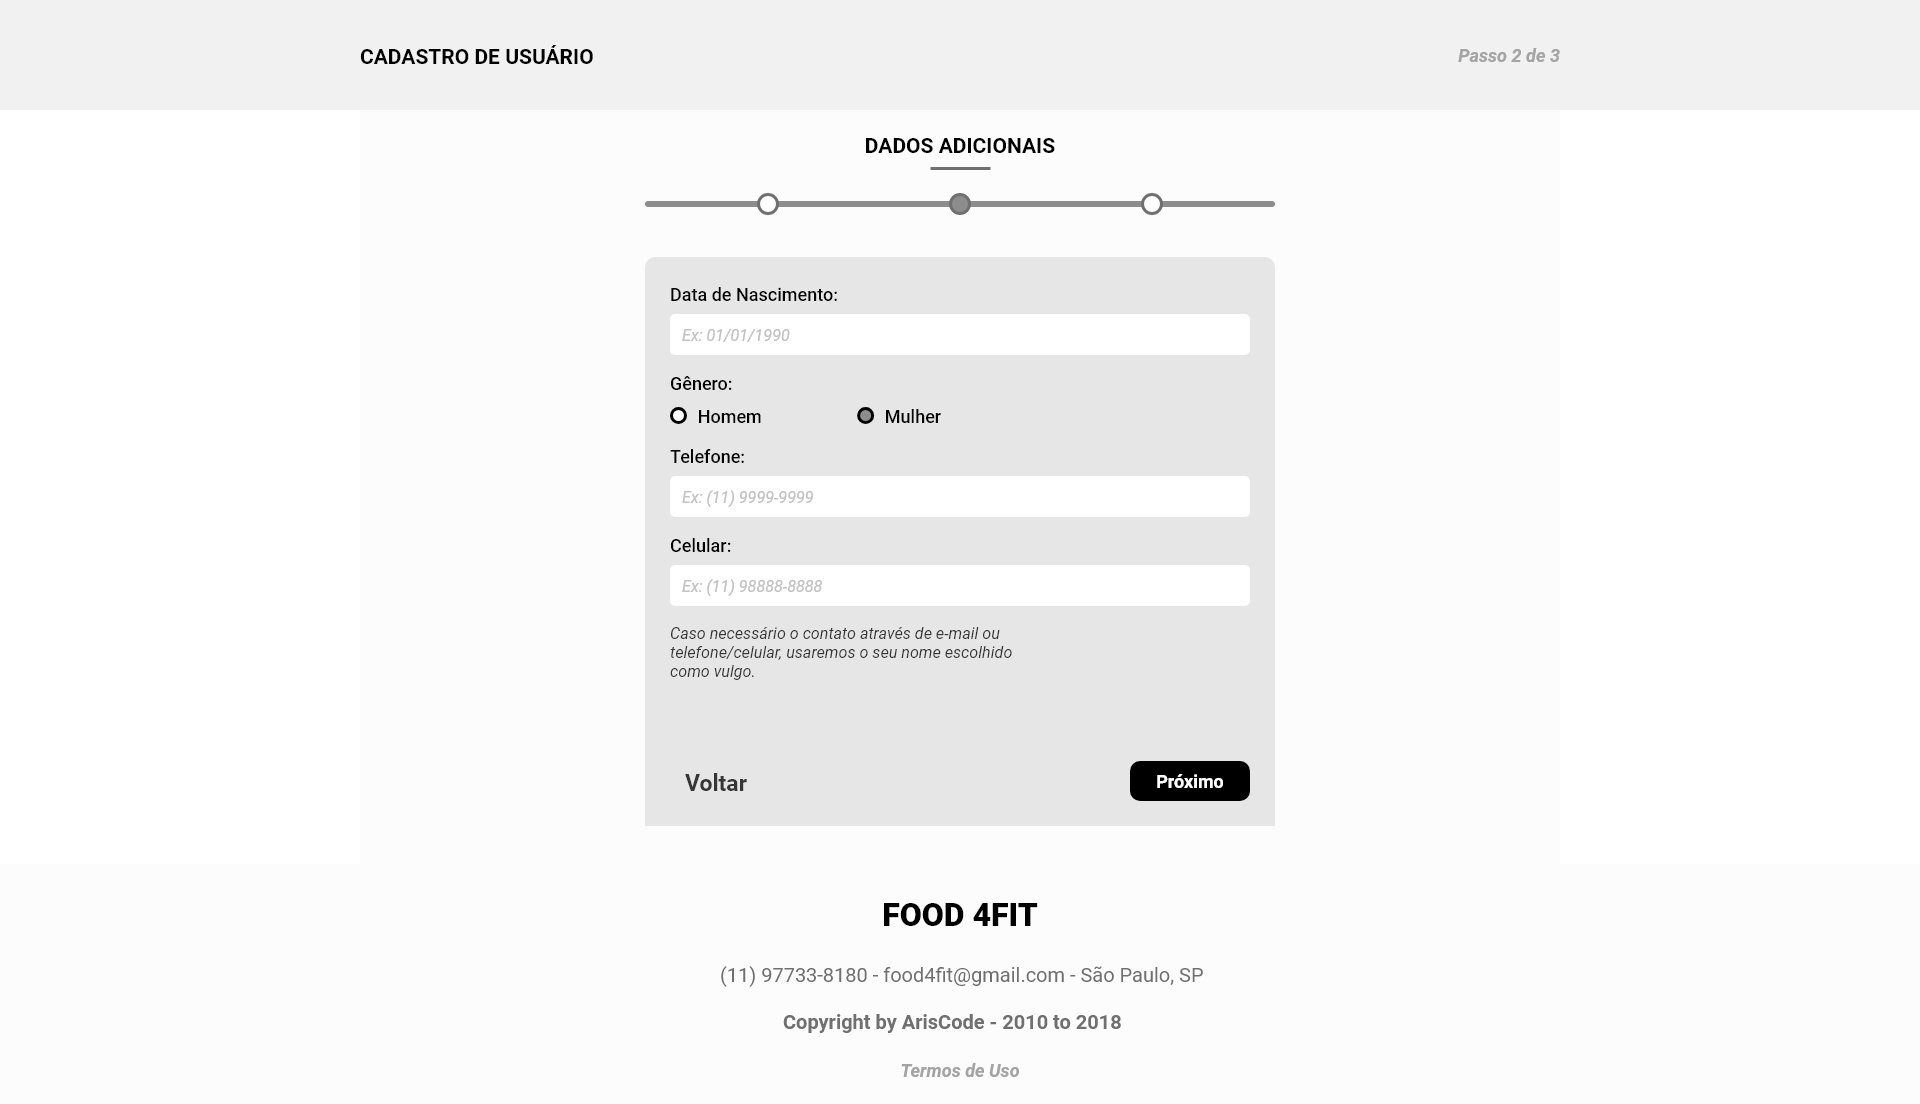 CADASTRO DE USUÁRIO
Passo 2 de 3
DADOS ADICIONAIS
Data de Nascimento:
Ex: 01/01/1990
Gênero:
Homem
Mulher
Telefone:
Ex: (11) 9999-9999
Celular:
Ex: (11) 98888-8888
Caso necessário o contato através de e-mail ou
telefone/celular, usaremos o seu nome escolhido
como vulgo.
Voltar
Próximo
FOOD 4FIT
(11) 97733-8180 - food4fit@gmail.com - São Paulo, SP
Copyright by ArisCode - 2010 to 2018
Termos de Uso